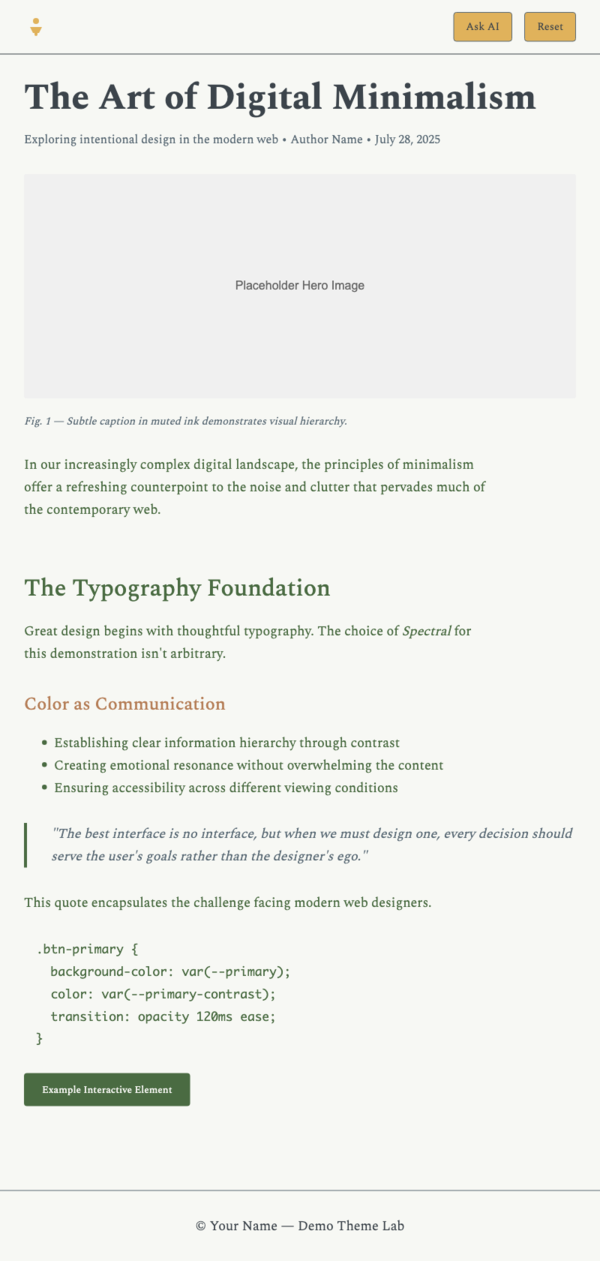 Ask AI
Reset
The Art of Digital Minimalism
Exploring intentional design in the modern web • Author Name • July 28, 2025
Placeholder Hero Image
Fig. 1 — Subtle caption in muted ink demonstrates visual hierarchy.
In our increasingly complex digital landscape, the principles of minimalism
offer a refreshing counterpoint to the noise and clutter that pervades much of
the contemporary web.
The Typography Foundation
Great design begins with thoughtful typography. The choice of Spectral for
this demonstration isn't arbitrary.
Color as Communication
• Establishing clear information hierarchy through contrast
• Creating emotional resonance without overwhelming the content
• Ensuring accessibility across different viewing conditions
"The best interface is no interface, but when we must design one, every decision should
serve the user's goals rather than the designer's ego."
This quote encapsulates the challenge facing modern web designers.
.btn-primary {
  background-color: var(--primary);
  color: var(--primary-contrast);
  transition: opacity 120ms ease;
}
Example Interactive Element
© Your Name — Demo Theme Lab